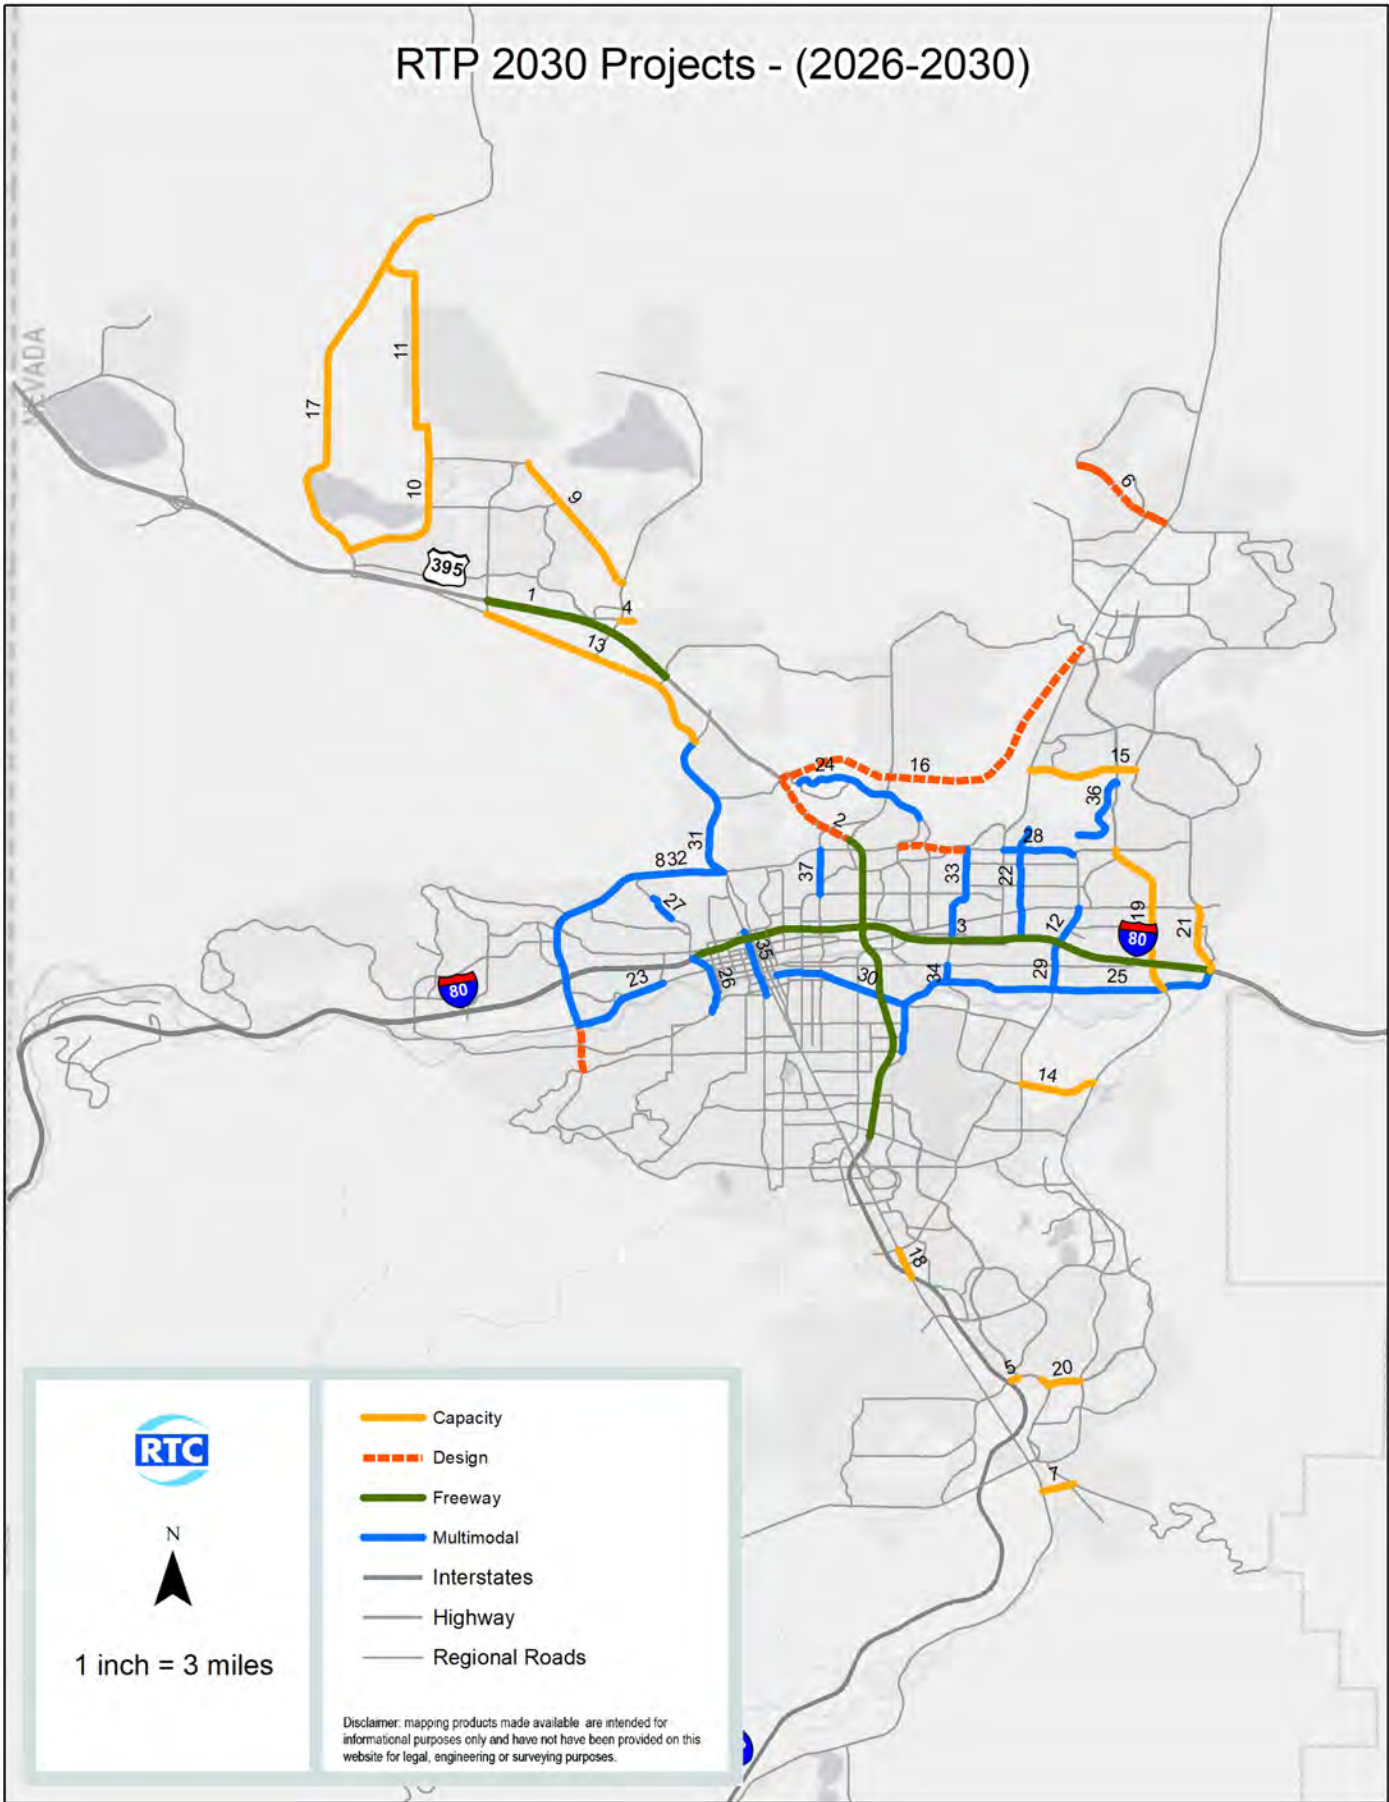 RTP 2030 Projects - (2026-2030)
NEVADA
11
17
10
9
6
395
1
4
13
15
24
16
36
2
28
31
8 32
37
33
22
27
3
12
19
21
80
35
23
26
30
34
29
25
80
14
18
5
20
7
RTC
N
1 inch = 3 miles
Capacity
Design
Freeway
Multimodal
Interstates
Highway
Regional Roads
Disclaimer: mapping products made available are intended for
informational purposes only and have not have been provided on this
website for legal, engineering or surveying purposes.